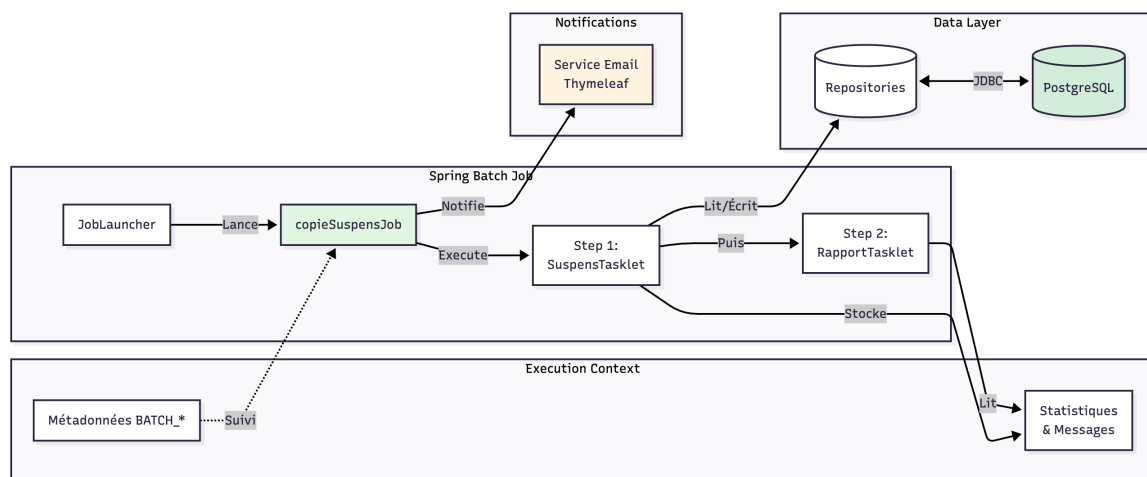 Notifications
Service Email
Thymeleaf
Data Layer
Repositories
JDBC
PostgreSQL
Spring Batch Job
JobLauncher
Lance
copieSuspensJob
Notifie
Execute
Step 1:
SuspensTasklet
Lit/Écrit
Puis
Step 2:
RapportTasklet
Stocke
Execution Context
Métadonnées BATCH_*
Suivi
Lit
Statistiques
& Messages